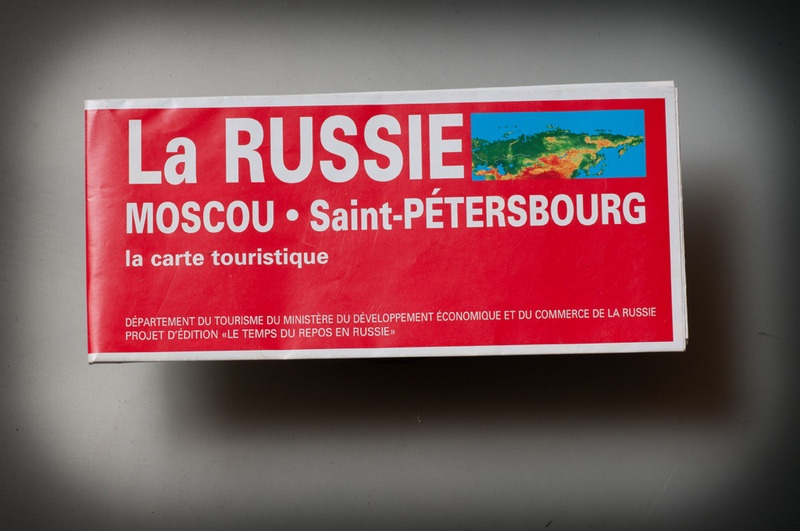 La RUSSIE
MOSCOU • Saint-PÉTERSBOURG
la carte touristique
DÉPARTEMENT DU TOURISME DU MINISTÈRE DU DÉVELOPPEMENT ÉCONOMIQUE ET DU COMMERCE DE LA RUSSIE
PROJET D'ÉDITION «LE TEMPS DU REPOS EN RUSSIE»